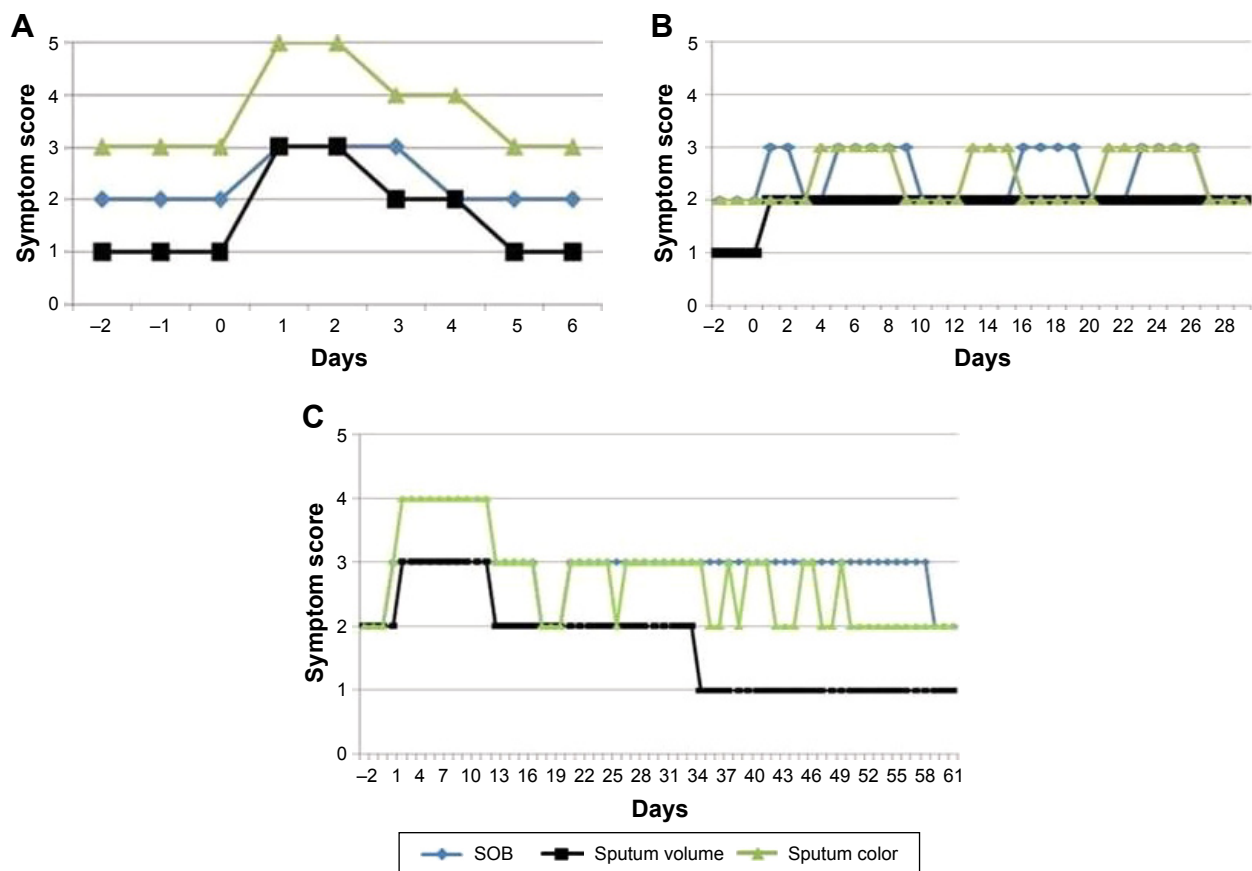 A
Symptom score
5
4
3
2
1
0
–2 –1 0 1 2 3 4 5 6
Days
B
Symptom score
5
4
3
2
1
0
–2 0 2 4 6 8 10 12 14 16 18 20 22 24 26 28
Days
C
Symptom score
5
4
3
2
1
0
–2 1 4 7 10 13 16 19 22 25 28 31 34 37 40 43 46 49 52 55 58 61
Days
SOB Sputum volume Sputum color